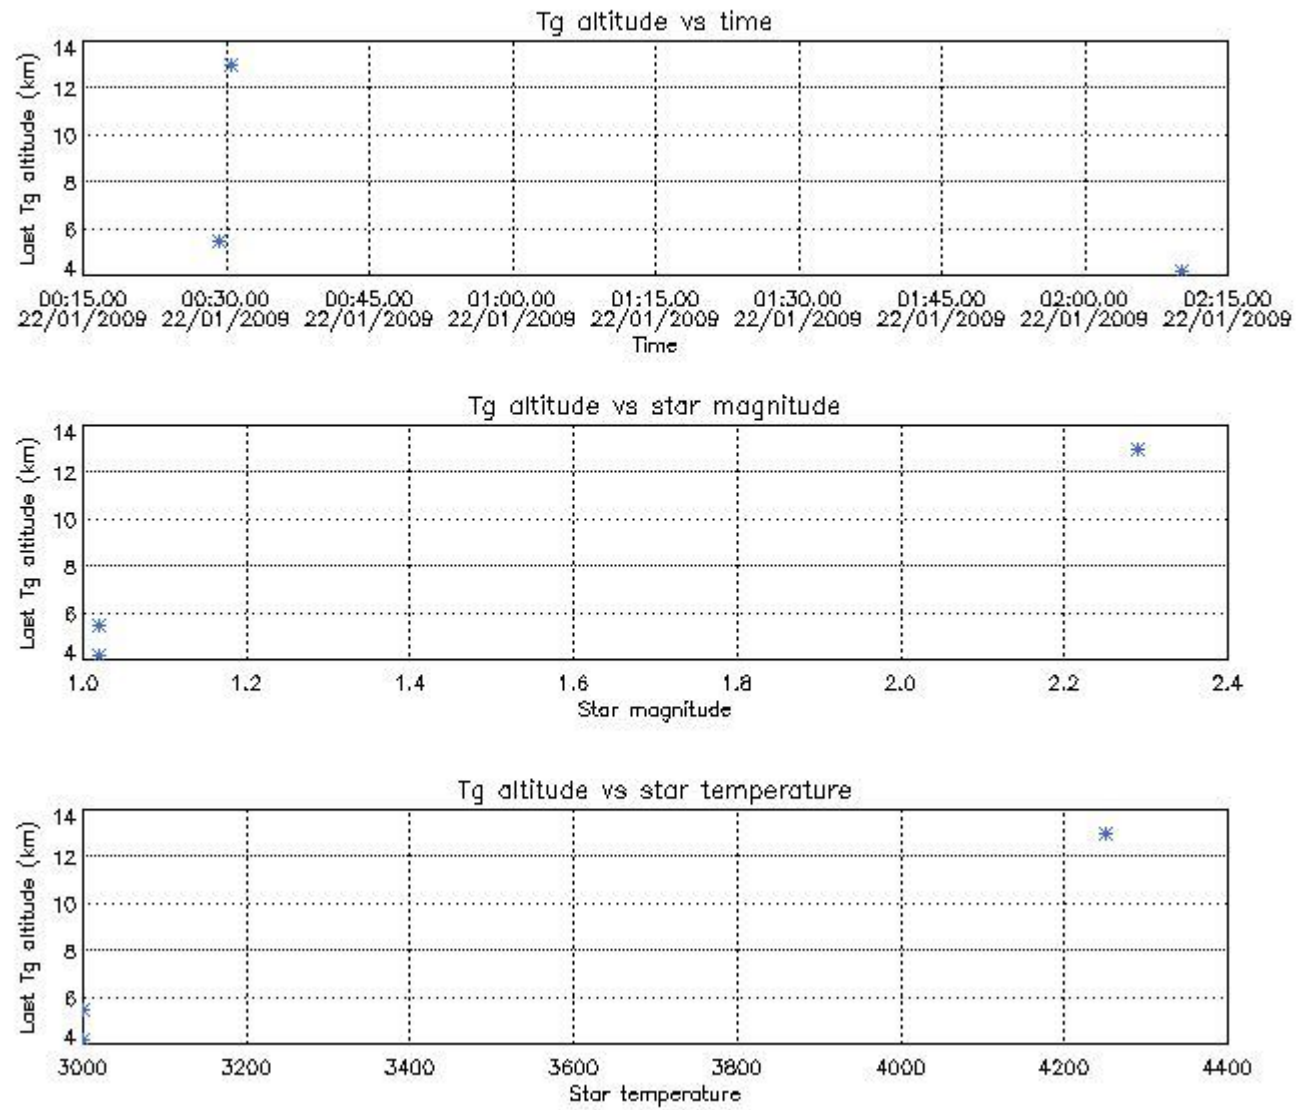 Tg altitude vs time
Last Tg altitude (km)
14
12
10
8
6
4
00:15.00 00:30.00 00:45.00 01:00.00 01:15.00 01:30.00 01:45.00 02:00.00 02:15.00
22/01/2009 22/01/2009 22/01/2009 22/01/2009 22/01/2009 22/01/2009 22/01/2009 22/01/2009 22/01/2009
Time
Tg altitude vs star magnitude
Last Tg altitude (km)
14
12
10
8
6
4
1.0 1.2 1.4 1.6 1.8 2.0 2.2 2.4
Star magnitude
Tg altitude vs star temperature
Last Tg altitude (km)
14
12
10
8
6
4
3000 3200 3400 3600 3800 4000 4200 4400
Star temperature